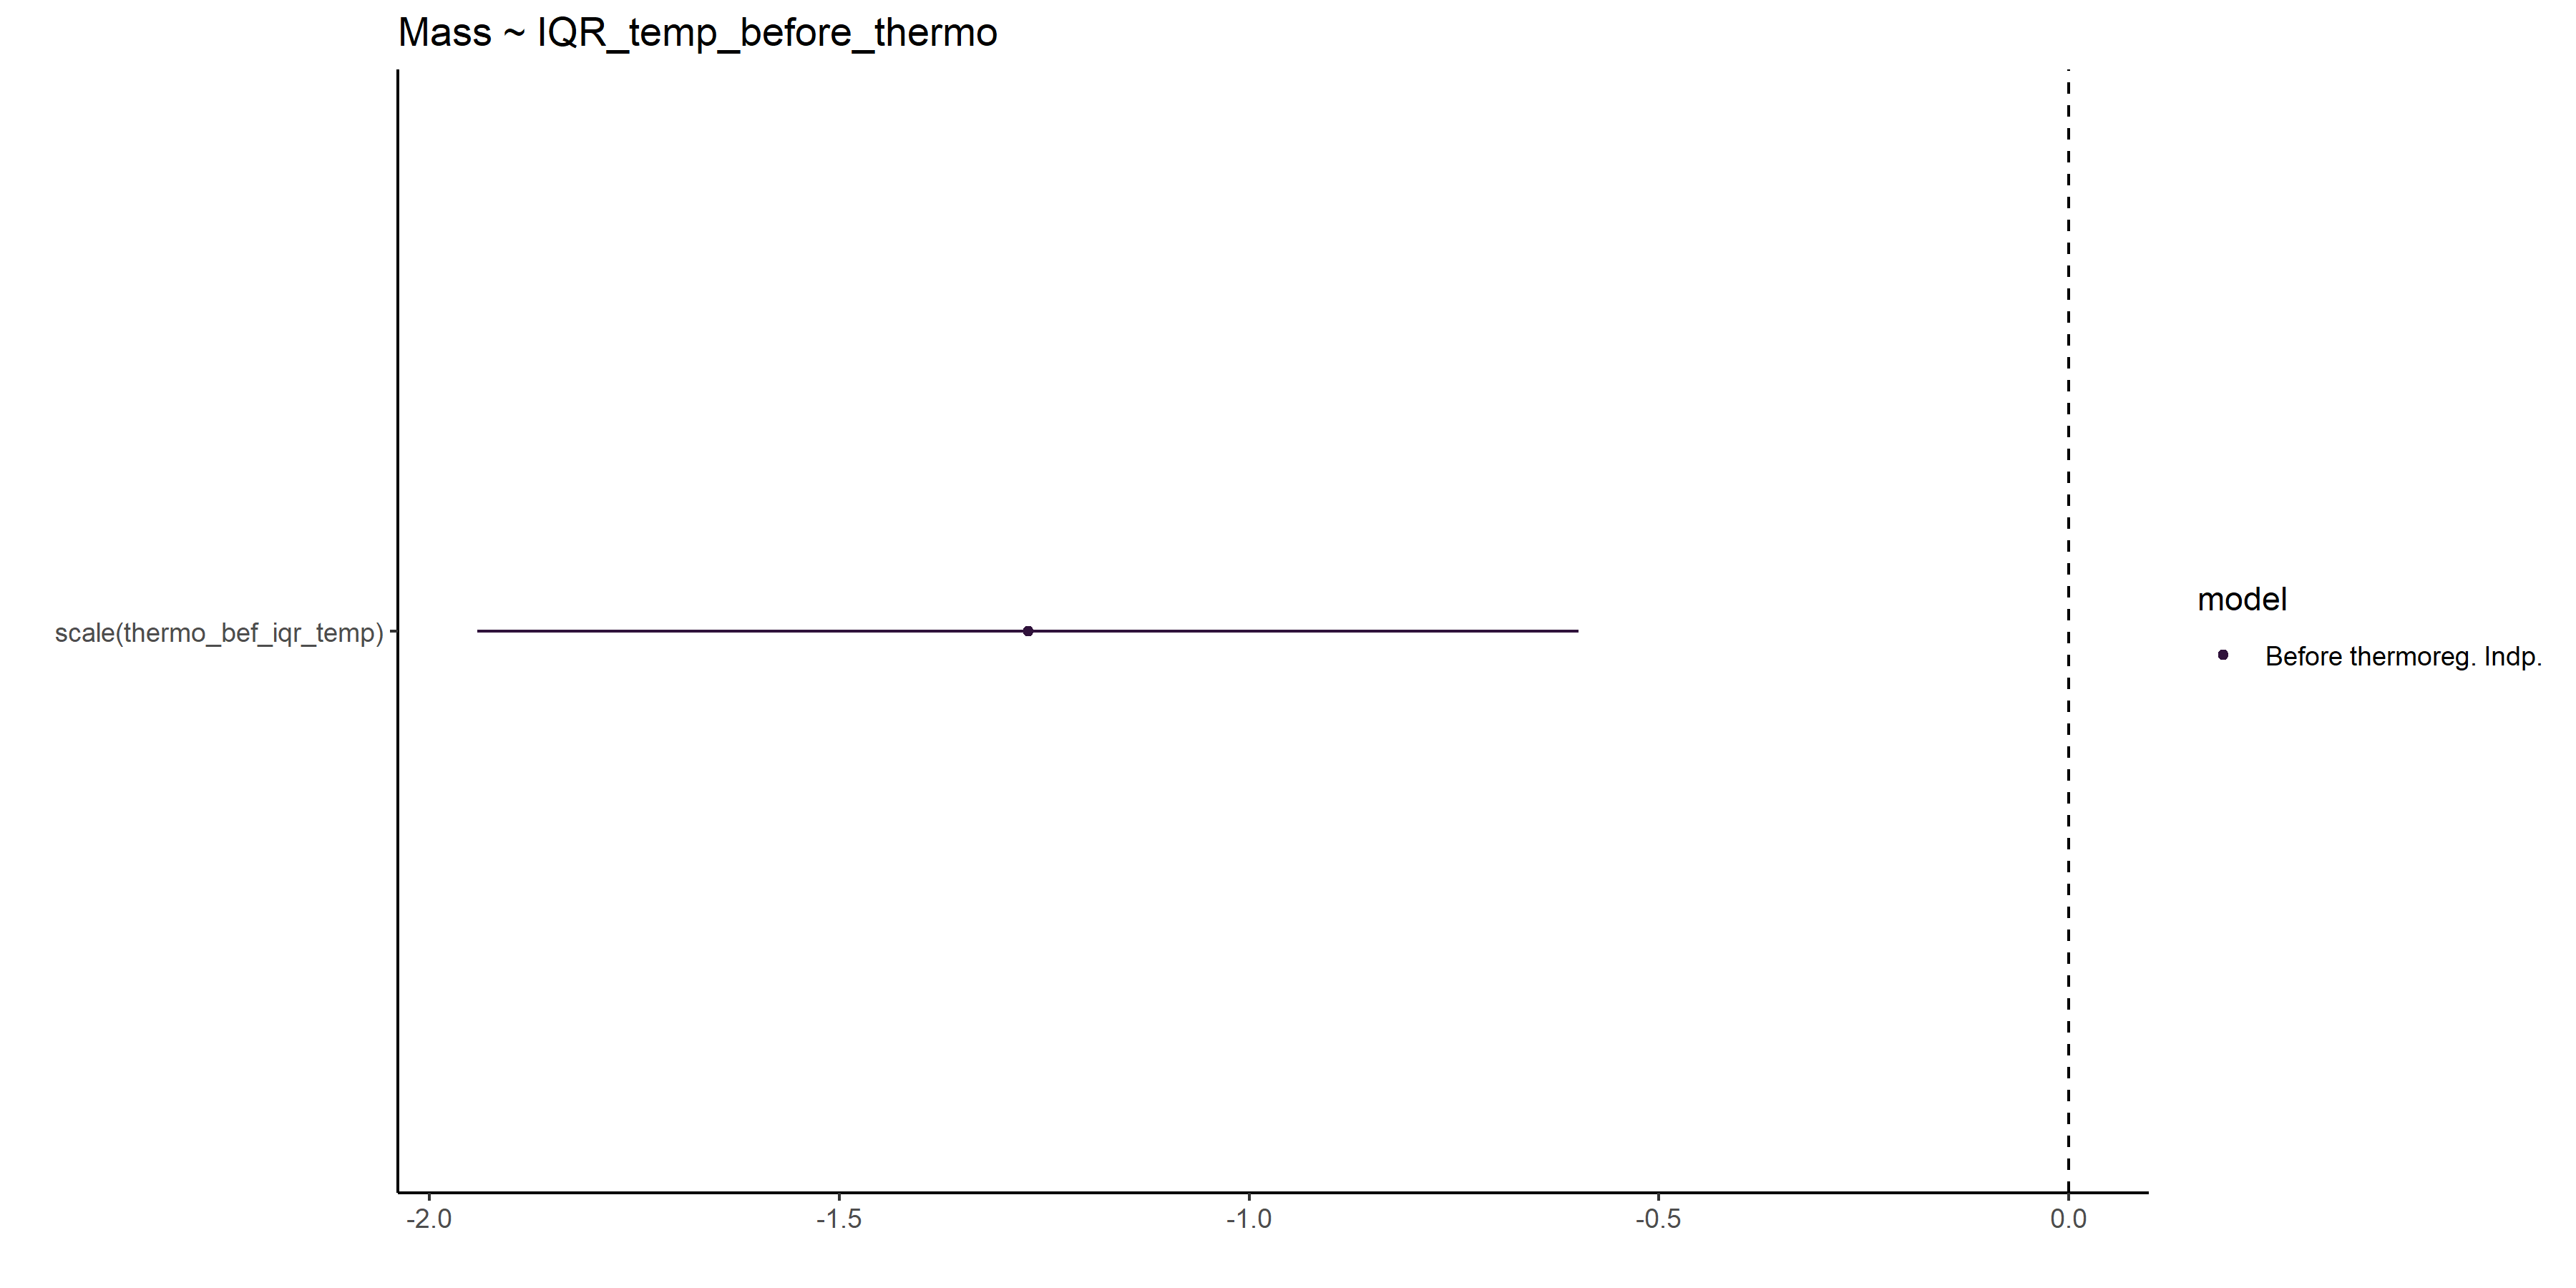 Mass ~ IQR_temp_before_thermo
scale(thermo_bef_iqr_temp)
model
Before thermoreg. Indp.
-2.0 -1.5 -1.0 -0.5 0.0